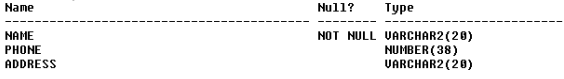 Name Null? Type
----------------------------------------- -------- ----------------------------
NAME NOT NULL VARCHAR2(20)
PHONE NUMBER(38)
ADDRESS VARCHAR2(20)